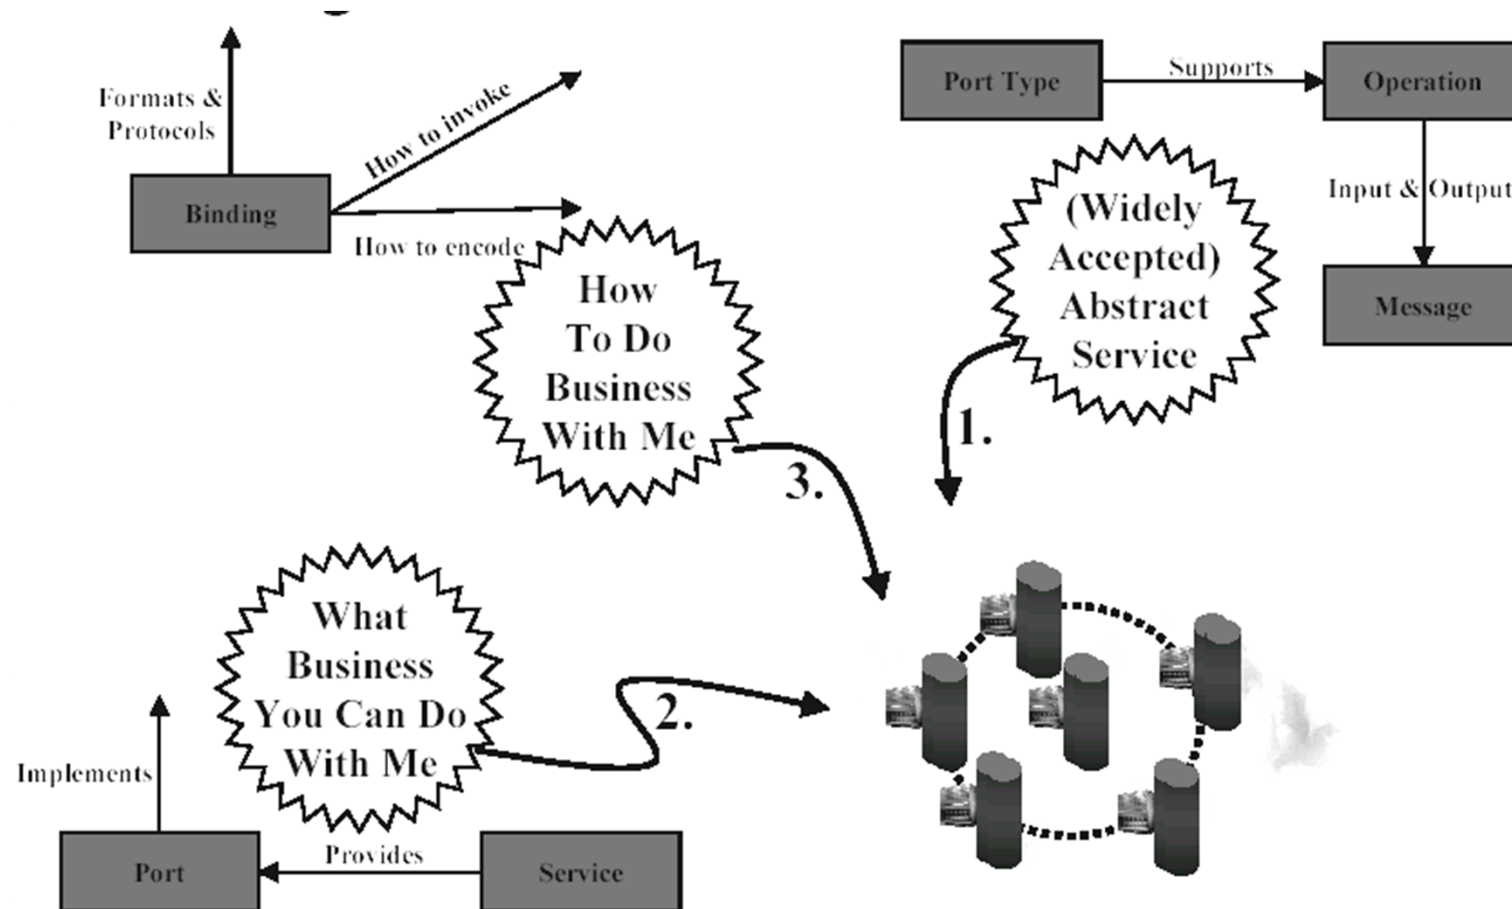 Formats &
Protocols
How to invoke
Binding
How to encode
Port Type
Supports
Operation
Input & Output
Message
(Widely
Accepted)
Abstract
Service
1.
How
To Do
Business
With Me
3.
What
Business
You Can Do
With Me
2.
Implements
Port
Provides
Service